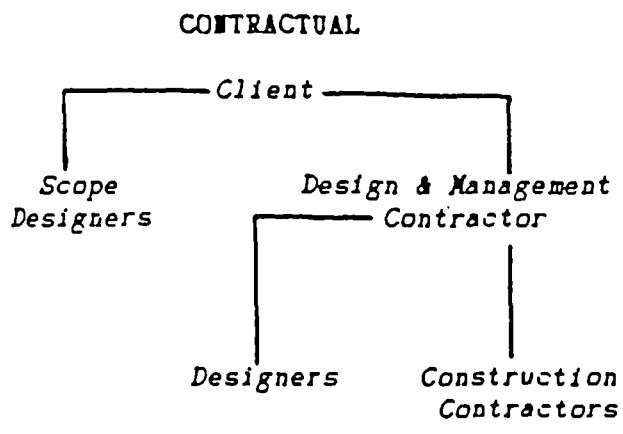 CONTRACTUAL
Client
Scope
Designers
Design & Management
Contractor
Designers
Construction
Contractors